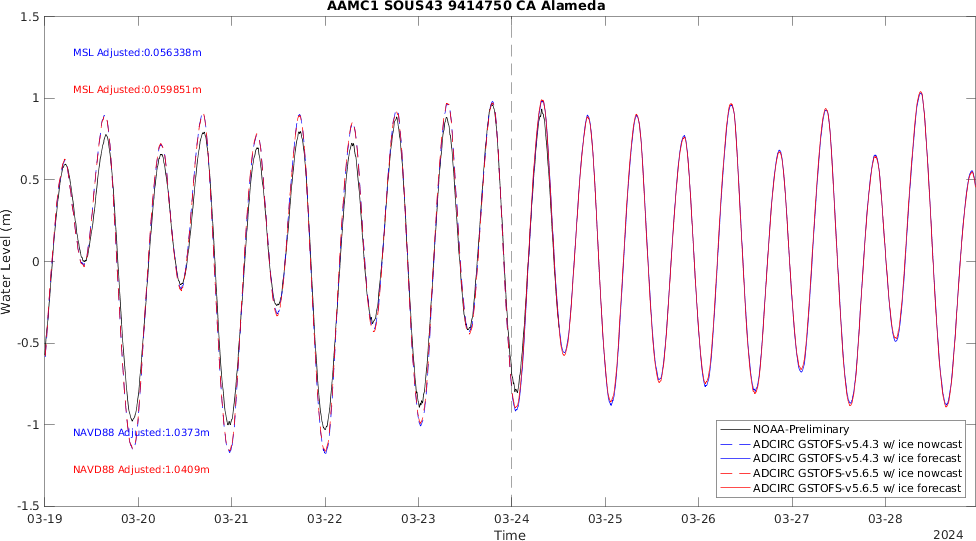 AAMC1 SOUS43 9414750 CA Alameda
1.5
MSL Adjusted:0.056338m
1
MSL Adjusted:0.059851m
0.5
0
Water Level (m)
-0.5
-1
NAVD88 Adjusted:1.0373m
NAVD88 Adjusted:1.0409m
-1.5
NOAA-Preliminary
ADCIRC GSTOFS-v5.4.3 w/ ice nowcast
ADCIRC GSTOFS-v5.4.3 w/ ice forecast
ADCIRC GSTOFS-v5.6.5 w/ ice nowcast
ADCIRC GSTOFS-v5.6.5 w/ ice forecast
03-19 03-20 03-21 03-22 03-23 03-24 03-25 03-26 03-27 03-28
Time
2024